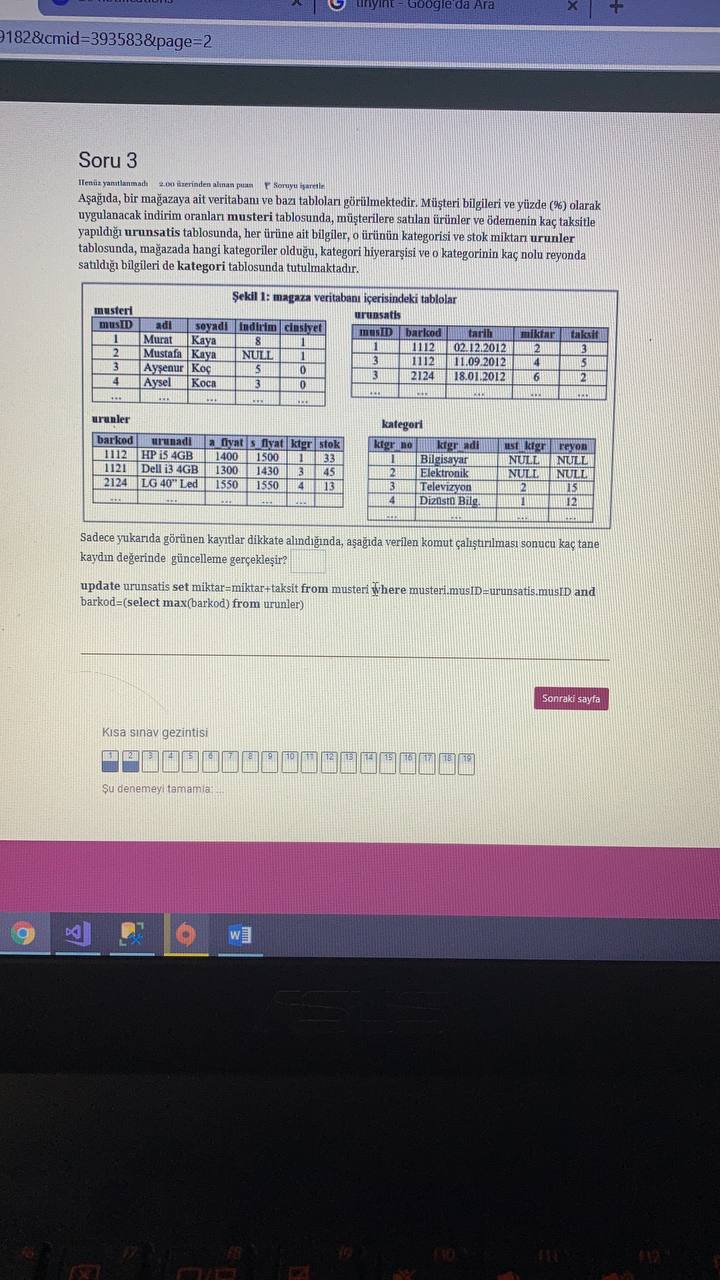 tinyint - Google'da Ara
9182&cmid=393583&page=2
Soru 3
Henüz yanıtlanmadı 2.00 üzerinden alınan puan Soruyu işaretle
Aşağıda, bir mağazaya ait veritabanı ve bazı tabloları görülmektedir. Müşteri bilgileri ve yüzde (%) olarak
uygulanacak indirim oranları musteri tablosunda, müşterilere satılan ürünler ve ödemenin kaç taksitle
yapıldığı urunsatis tablosunda, her ürüne ait bilgiler, o ürünün kategorisi ve stok miktarı urunler
tablosunda, mağazada hangi kategoriler olduğu, kategori hiyerarşisi ve o kategorinin kaç nolu reyonda
satıldığı bilgileri de kategori tablosunda tutulmaktadır.
Şekil 1: magaza veritabanı içerisindeki tablolar
musteri
musID adi soyadi indirim cinsiyet
1 Murat Kaya 8 1
2 Mustafa Kaya NULL 1
3 Ayşenur Koç 5 0
4 Aysel Koca 3 0
... ... ... ... ...
urunsatis
musID barkod tarih miktar taksit
1 1112 02.12.2012 2 3
3 1112 11.09.2012 4 5
3 2124 18.01.2012 6 2
... ... ... ... ...
urunler
barkod urunadi a_fiyat s_fiyat ktgr stok
1112 HP i5 4GB 1400 1500 1 33
1121 Dell i3 4GB 1300 1430 3 45
2124 LG 40" Led 1550 1550 4 13
... ... ... ... ...
kategori
ktgr_no ktgr_adi ust_ktgr reyon
1 Bilgisayar NULL NULL
2 Elektronik NULL NULL
3 Televizyon 2 15
4 Dizüstü Bilg. 1 12
... ... ... ...
Sadece yukarıda görünen kayıtlar dikkate alındığında, aşağıda verilen komut çalıştırılması sonucu kaç tane
kaydın değerinde güncelleme gerçekleşir?
update urunsatis set miktar=miktar+taksit from musteri where musteri.musID=urunsatis.musID and
barkod=(select max(barkod) from urunler)
Sonraki sayfa
Kısa sınav gezintisi
1 2 3 4 5 6 7 8 9 10 11 12 13 14 15 16 17 18 19
Şu denemeyi tamamla: ...
ASUS
f6 f7 f8 f9 f10 f11 f12